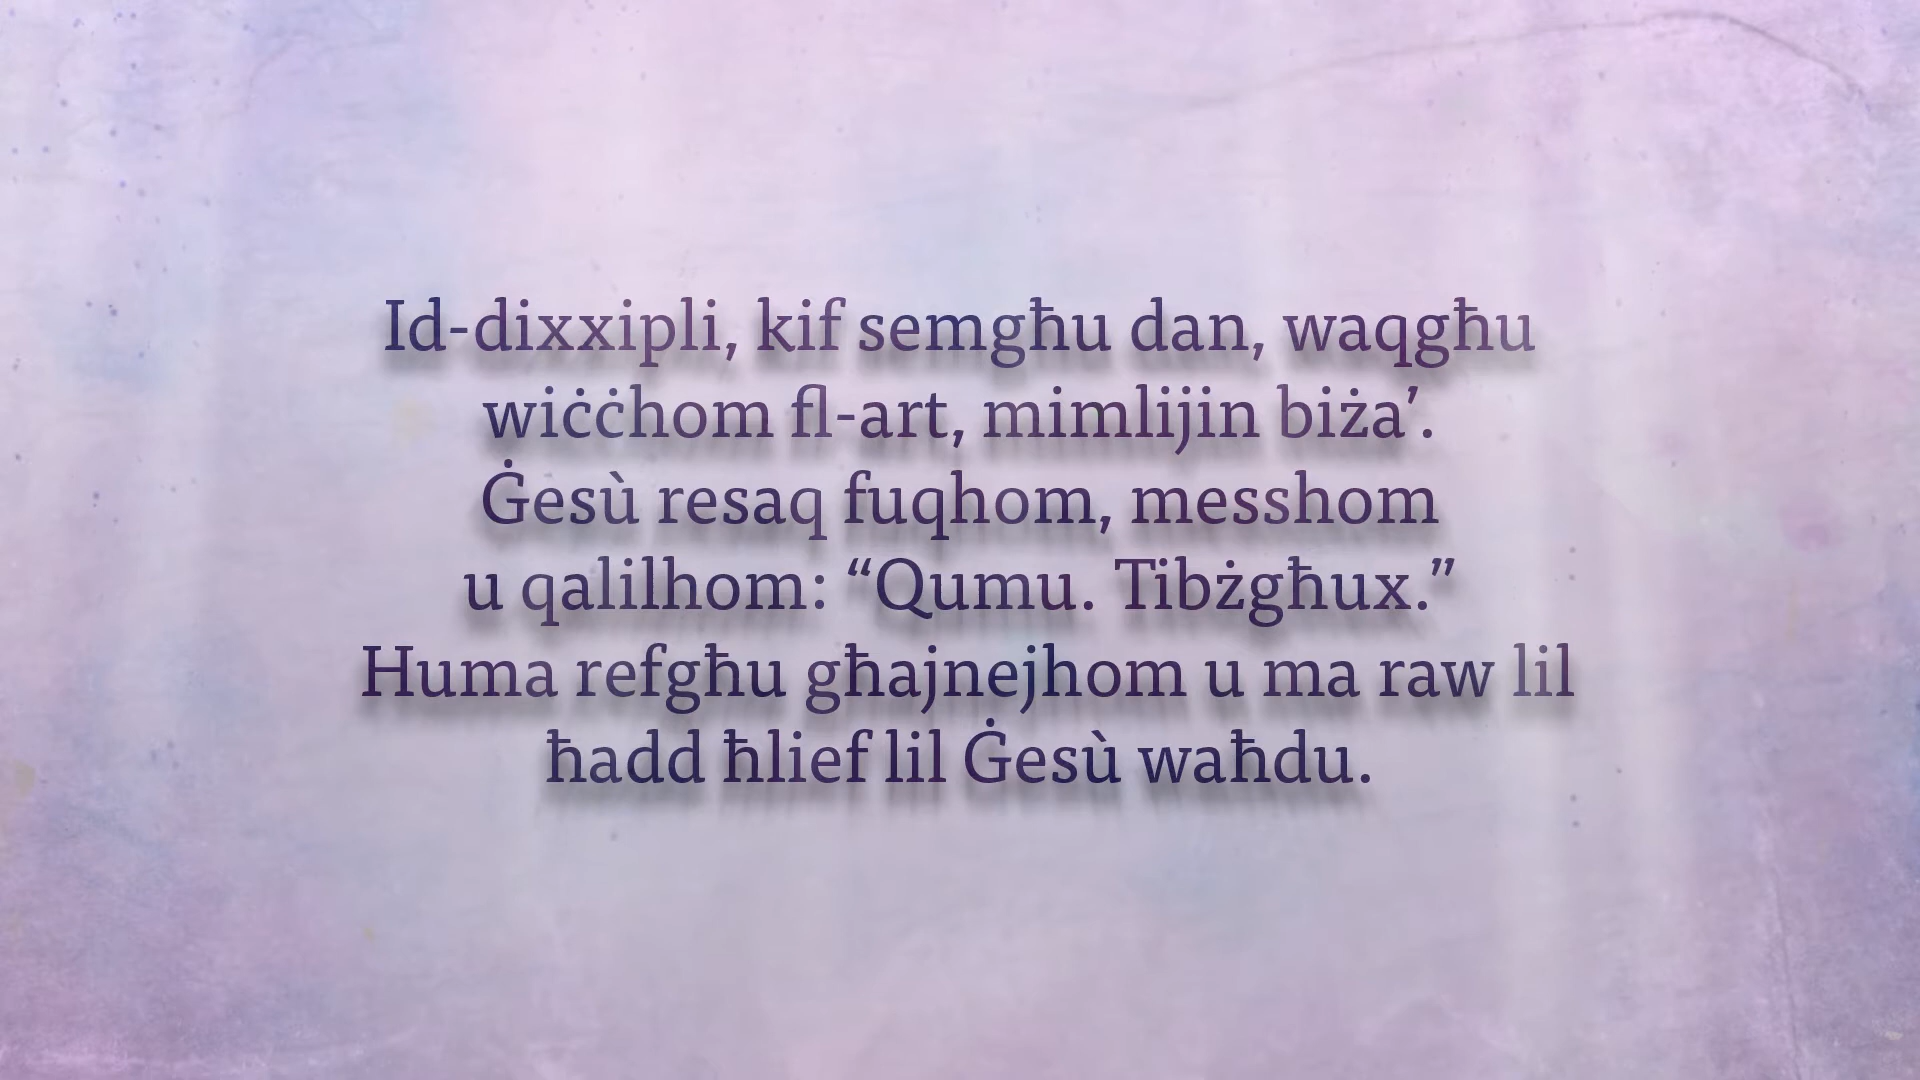 Id-dixxipli, kif semgħu dan, waqgħu
wiċċhom fl-art, mimlijin biża’.
Ġesù resaq fuqhom, messhom
u qalilhom: “Qumu. Tibżgħux.”
Huma refgħu għajnejhom u ma raw lil
ħadd ħlief lil Ġesù waħdu.